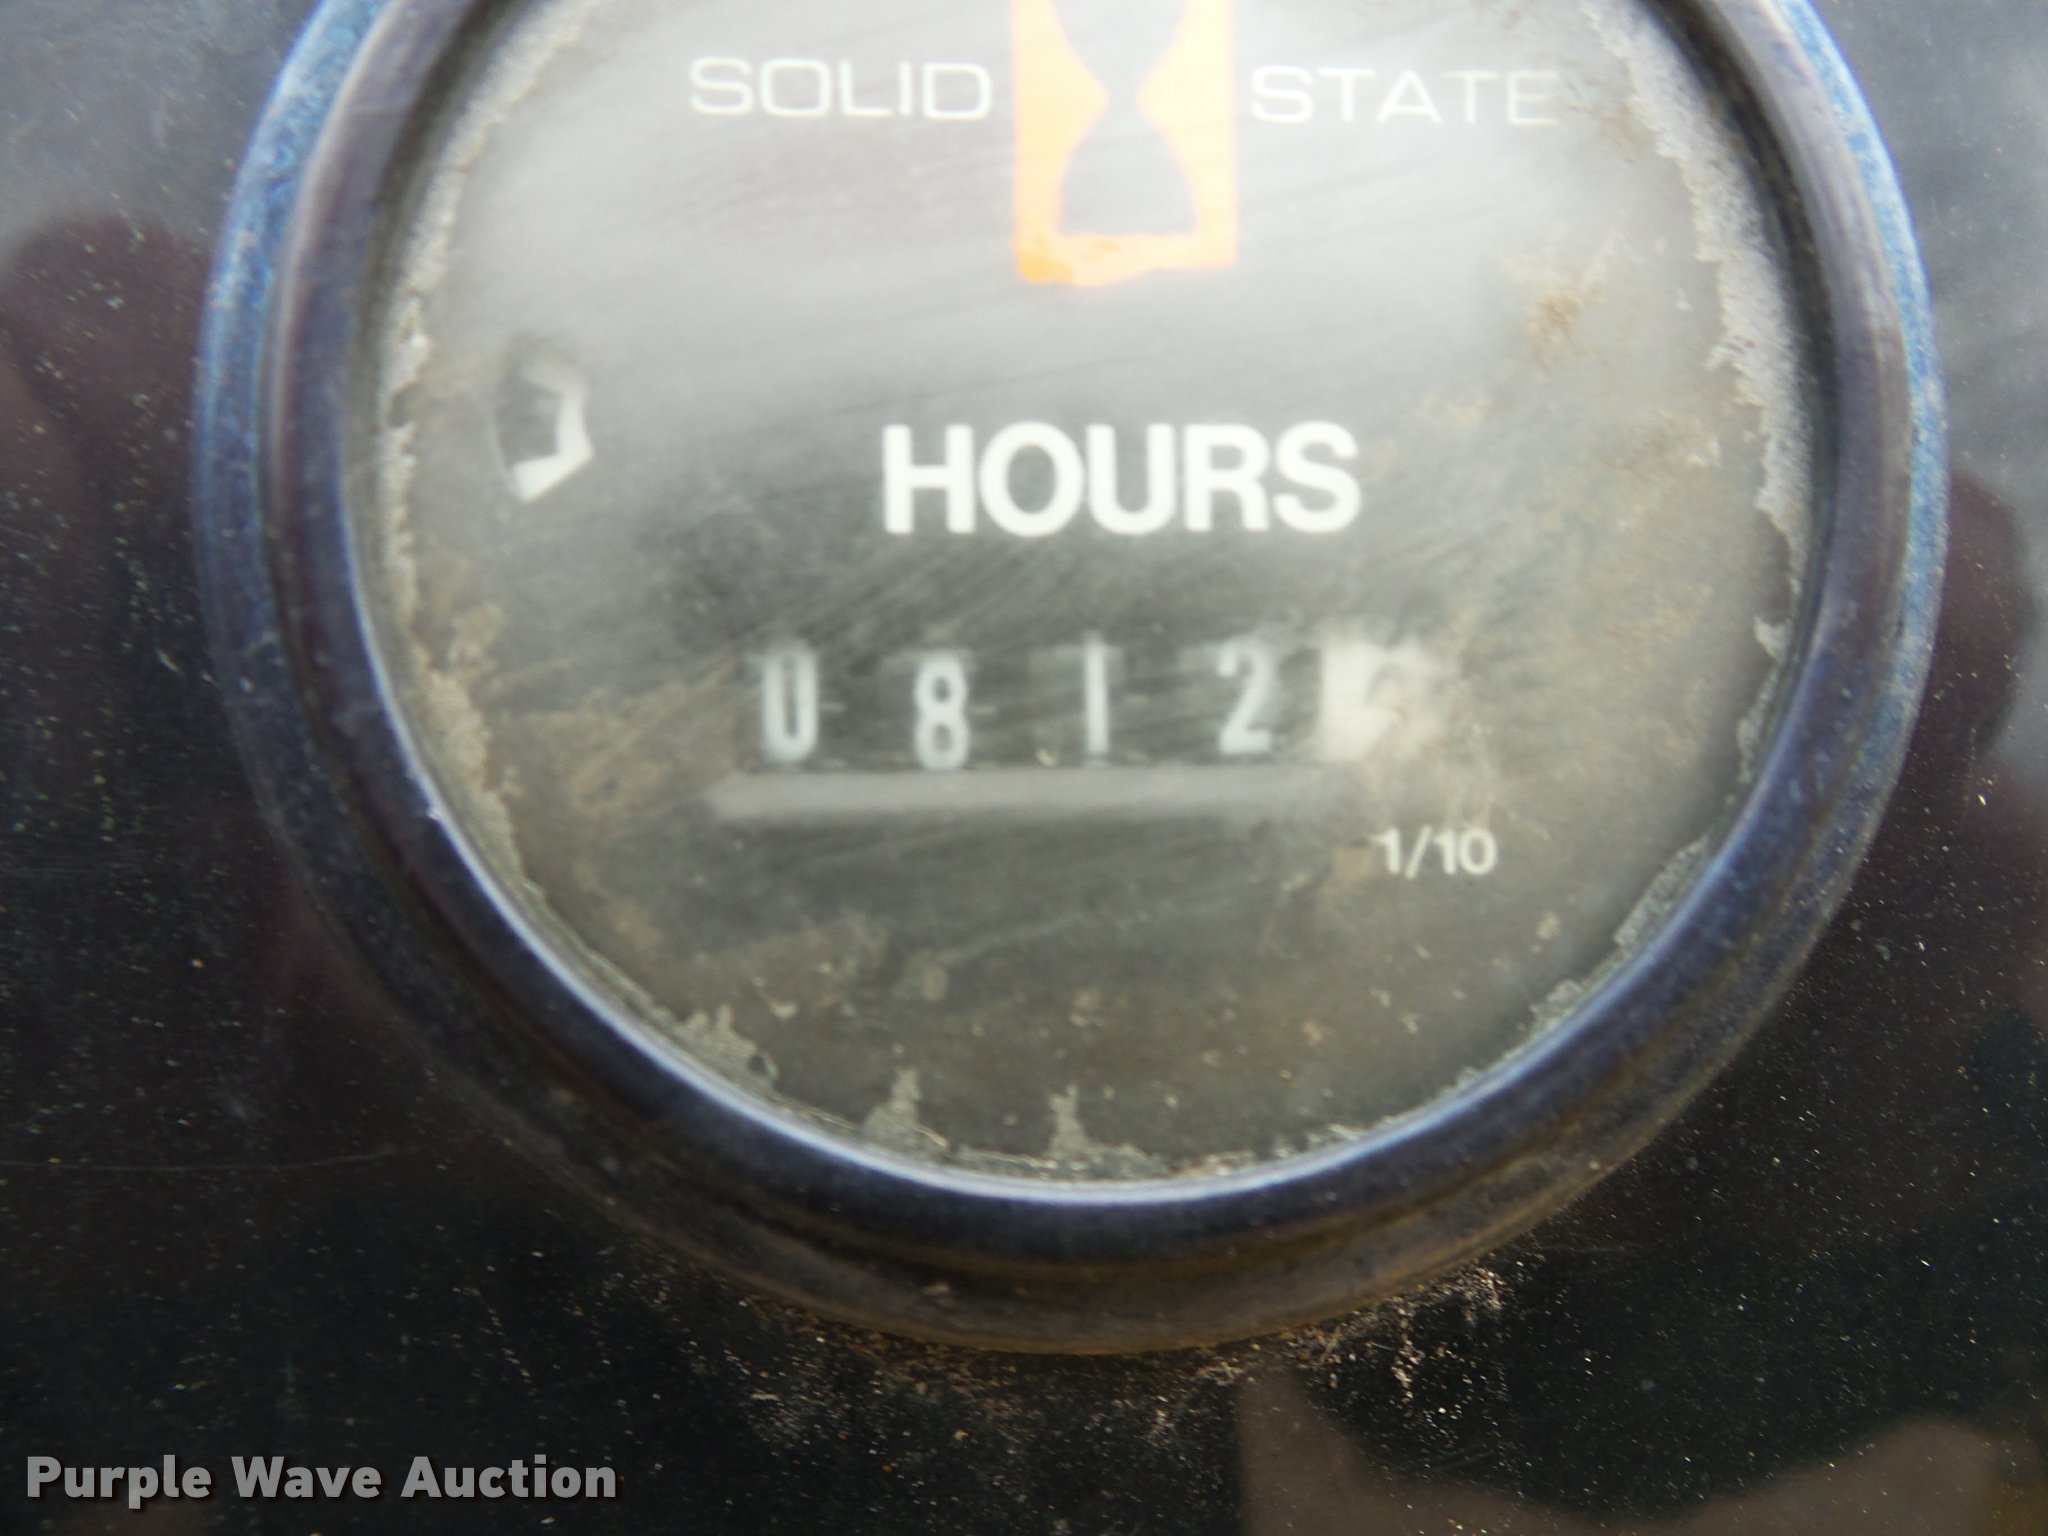 SOLID STATE
HOURS
0812
1/10
Purple Wave Auction